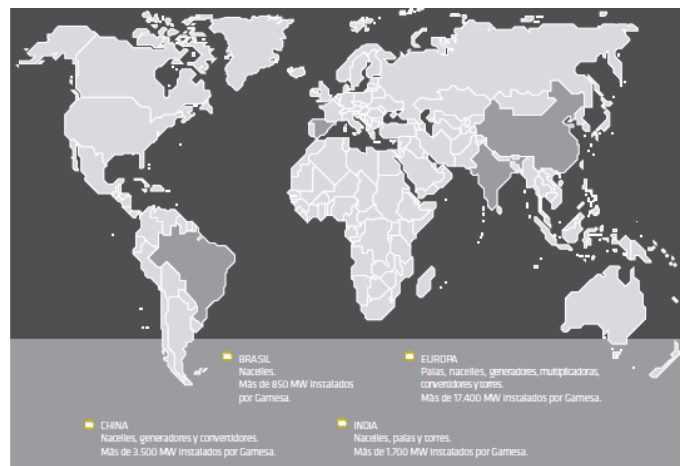 BRASIL
Nacelles.
Más de 850 MW instalados
por Gamesa.
EUROPA
Palas, nacelles, generadores, multiplicadoras,
convertidores y torres.
Más de 17.400 MW instalados por Gamesa.
CHINA
Nacelles, generadores y convertidores.
Más de 3.500 MW instalados por Gamesa.
INDIA
Nacelles, palas y torres.
Más de 1.700 MW instalados por Gamesa.